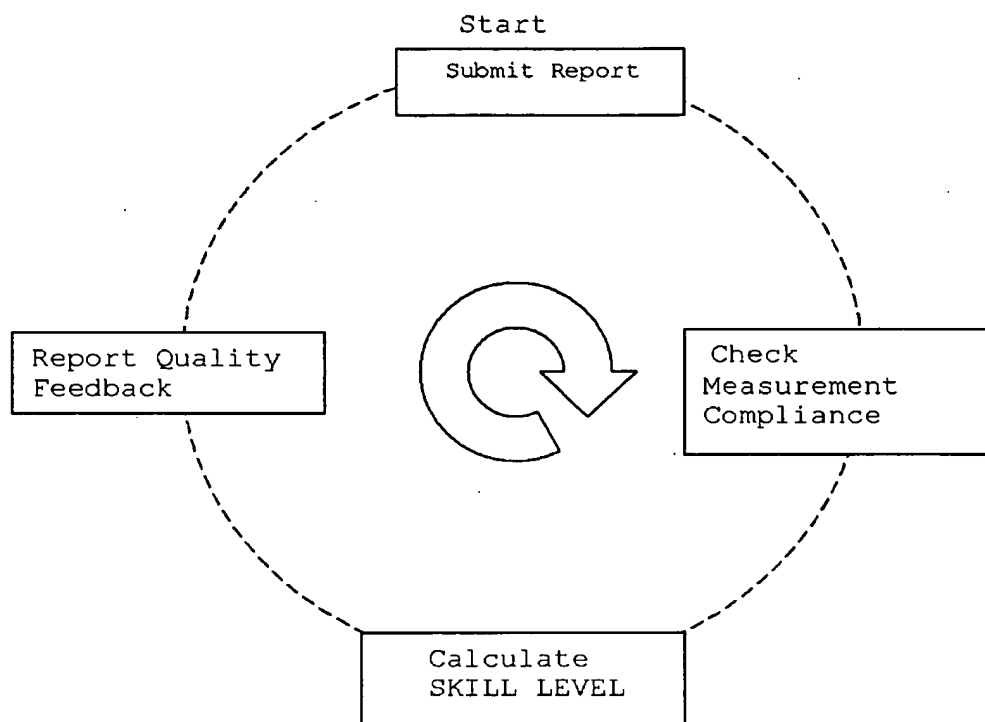 Start
Submit Report
Report Quality
Feedback
Check
Measurement
Compliance
Calculate
SKILL LEVEL